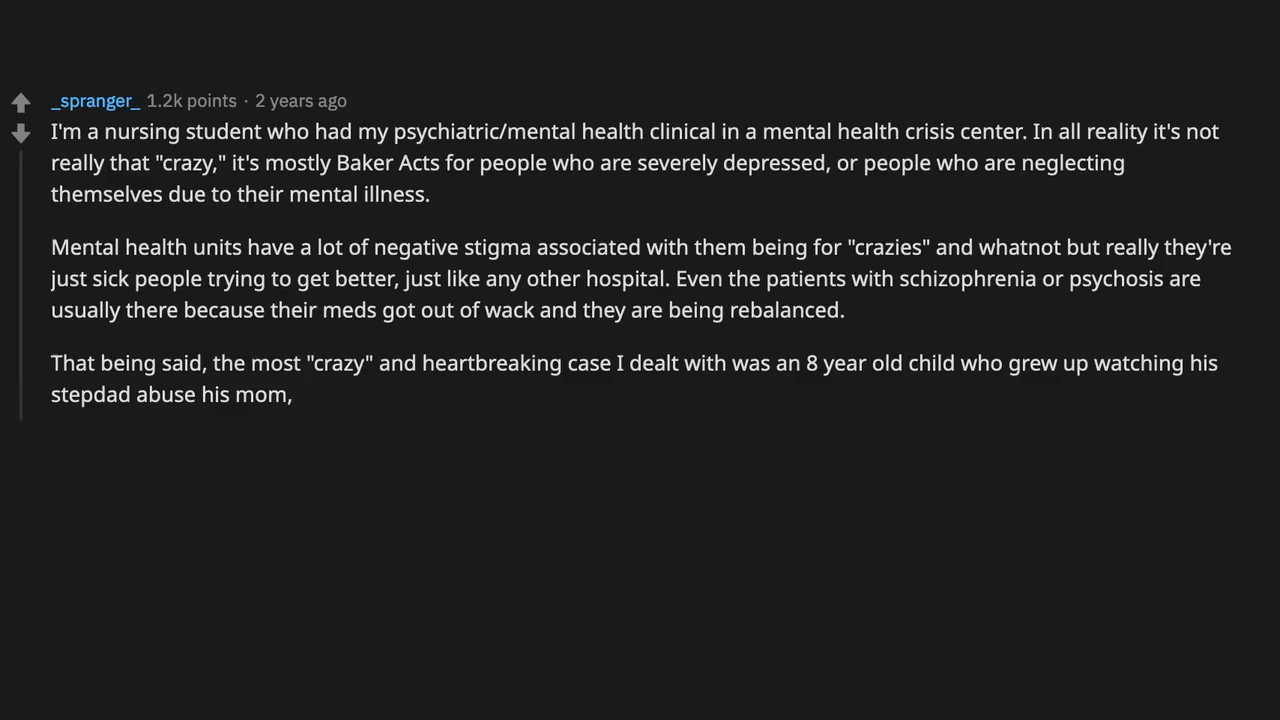 _spranger_ 1.2k points · 2 years ago
I'm a nursing student who had my psychiatric/mental health clinical in a mental health crisis center. In all reality it's not
really that "crazy," it's mostly Baker Acts for people who are severely depressed, or people who are neglecting
themselves due to their mental illness.
Mental health units have a lot of negative stigma associated with them being for "crazies" and whatnot but really they're
just sick people trying to get better, just like any other hospital. Even the patients with schizophrenia or psychosis are
usually there because their meds got out of wack and they are being rebalanced.
That being said, the most "crazy" and heartbreaking case I dealt with was an 8 year old child who grew up watching his
stepdad abuse his mom,